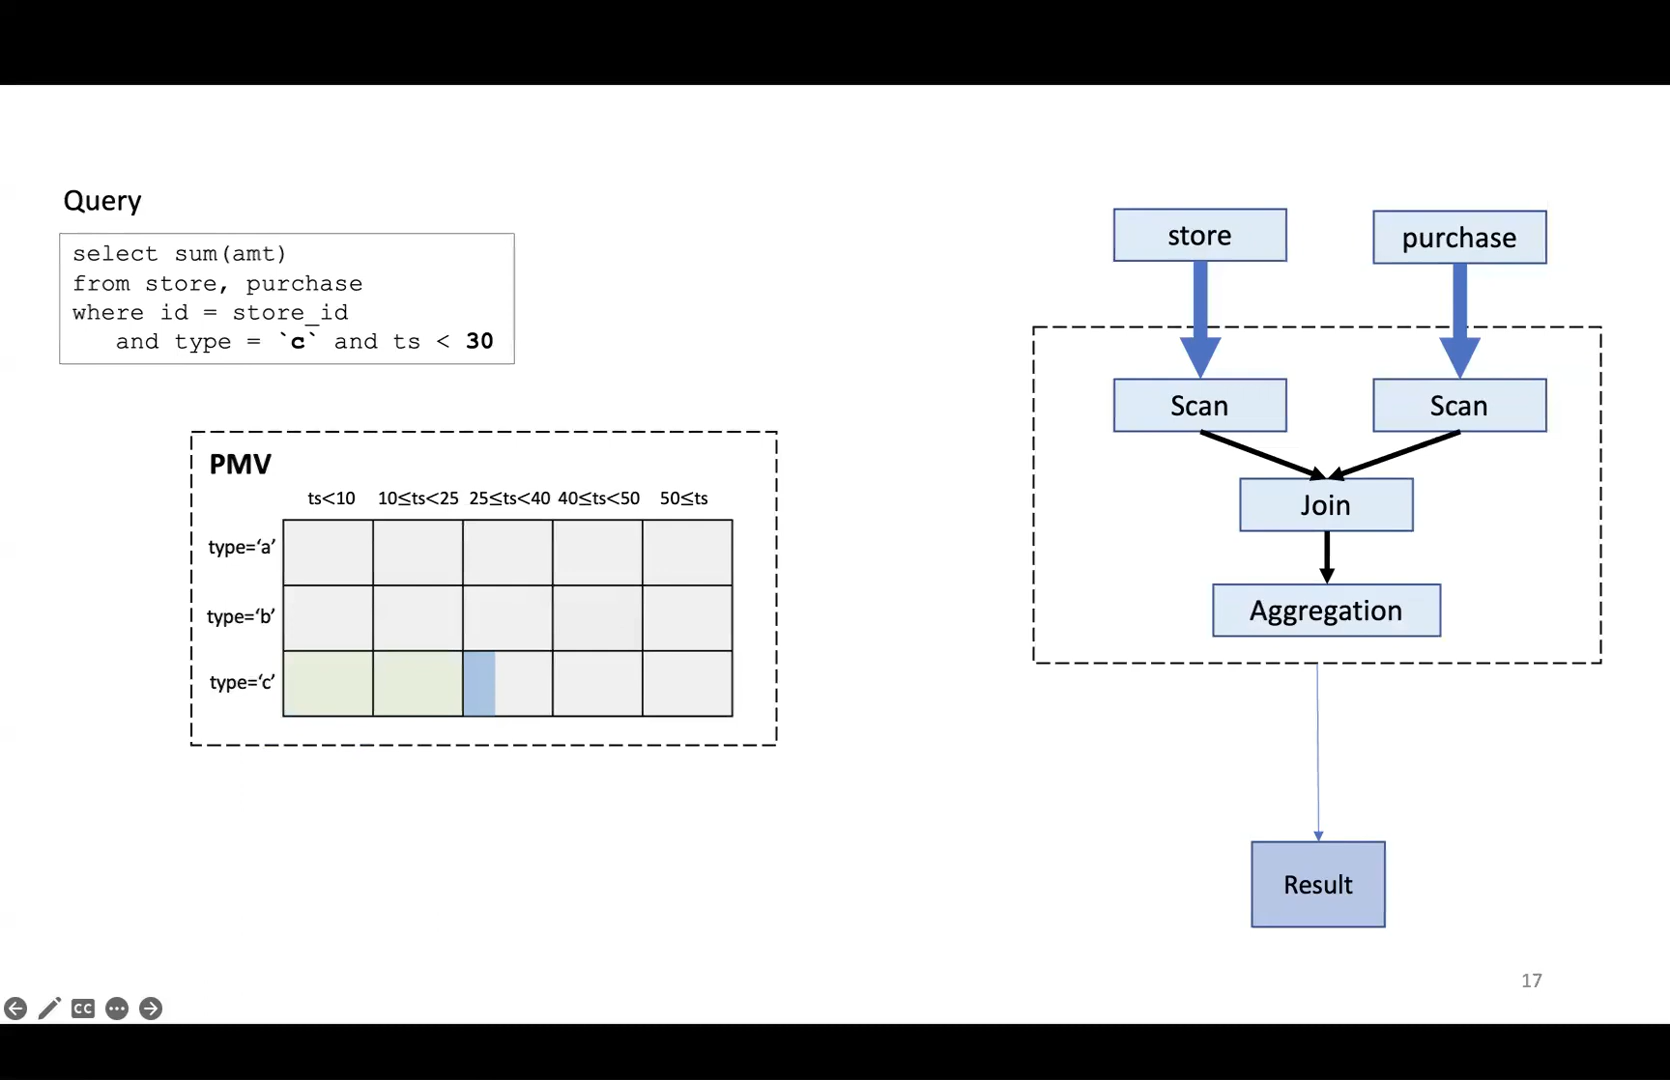 Query
select sum(amt)
from store, purchase
where id = store_id
and type = `c` and ts < 30
PMV
ts<10 10≤ts<25 25≤ts<40 40≤ts<50 50≤ts
type=‘a’
type=‘b’
type=‘c’
store purchase
Scan Scan
Join
Aggregation
Result
17
CC